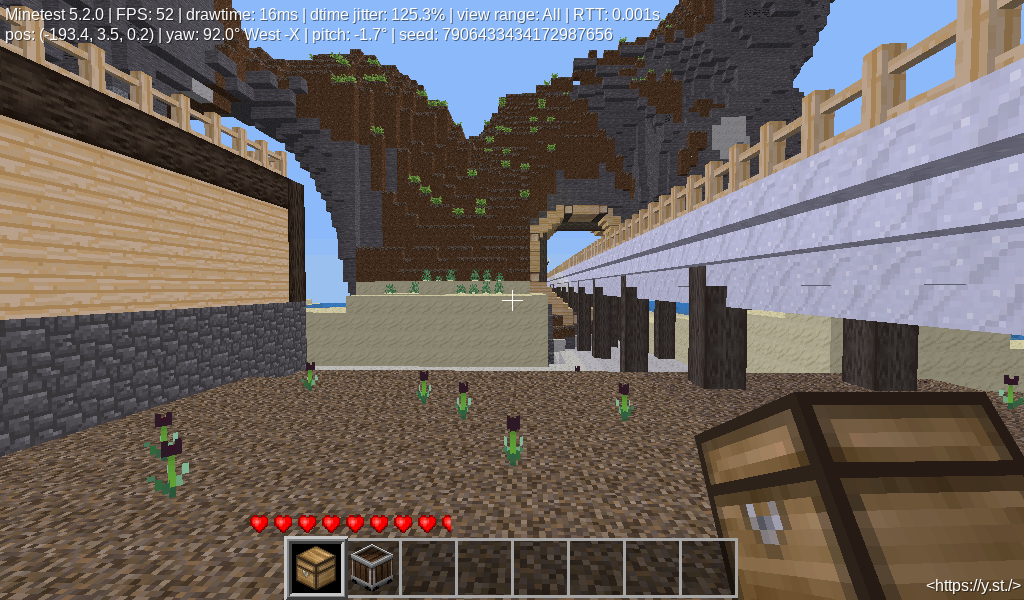 Minetest 5.2.0 | FPS: 52 | drawtime: 16ms | dtime jitter: 125.3% | view range: All | RTT: 0.001s
pos: (-193.4, 3.5, 0.2) | yaw: 92.0° West -X | pitch: -1.7° | seed: 7906433434172987656
<https://y.st./>